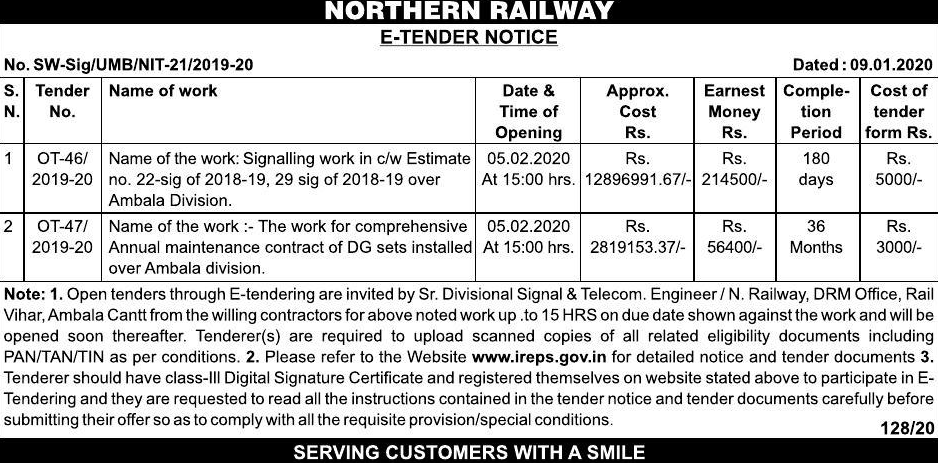 NORTHERN RAILWAY
E-TENDER NOTICE
No. SW-Sig/UMB/NIT-21/2019-20 Dated : 09.01.2020
S. Tender Name of work Date & Approx. Earnest Comple- Cost of
N. No. Time of Cost Money tion tender
Opening Rs. Rs. Period form Rs.
1 OT-46/ Name of the work: Signalling work in c/w Estimate 05.02.2020 Rs. Rs. 180 Rs.
2019-20 no. 22-sig of 2018-19, 29 sig of 2018-19 over At 15:00 hrs. 12896991.67/- 214500/- days 5000/-
Ambala Division.
2 OT-47/ Name of the work :- The work for comprehensive 05.02.2020 Rs. Rs. 36 Rs.
2019-20 Annual maintenance contract of DG sets installed At 15:00 hrs. 2819153.37/- 56400/- Months 3000/-
over Ambala division.
Note: 1. Open tenders through E-tendering are invited by Sr. Divisional Signal & Telecom. Engineer / N. Railway, DRM Office, Rail
Vihar, Ambala Cantt from the willing contractors for above noted work up .to 15 HRS on due date shown against the work and will be
opened soon thereafter. Tenderer(s) are required to upload scanned copies of all related eligibility documents including
PAN/TAN/TIN as per conditions. 2. Please refer to the Website www.ireps.gov.in for detailed notice and tender documents 3.
Tenderer should have class-III Digital Signature Certificate and registered themselves on website stated above to participate in E-
Tendering and they are requested to read all the instructions contained in the tender notice and tender documents carefully before
submitting their offer so as to comply with all the requisite provision/special conditions.
128/20
SERVING CUSTOMERS WITH A SMILE